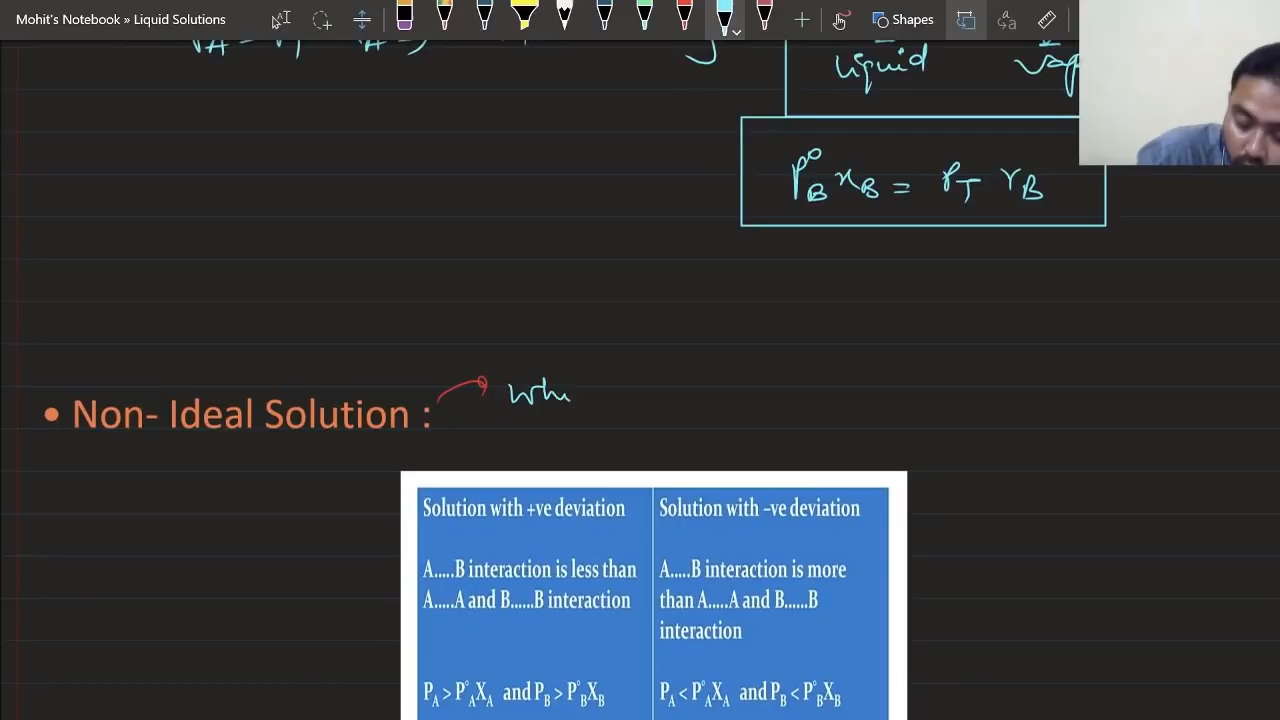 Mohit's Notebook » Liquid Solutions
Shapes
liquid
P°B xB = PT YB
• Non- Ideal Solution :
Whi
Solution with +ve deviation
A.....B interaction is less than
A.....A and B......B interaction
PA > P°AXA and PB > P°BXB
Solution with –ve deviation
A.....B interaction is more
than A.....A and B......B
interaction
PA < P°AXA and PB < P°BXB